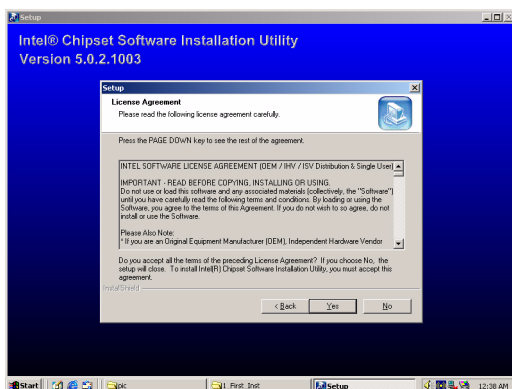 Setup
Intel® Chipset Software Installation Utility
Version 5.0.2.1003
Setup
License Agreement
Please read the following license agreement carefully.
Press the PAGE DOWN key to see the rest of the agreement.
INTEL SOFTWARE LICENSE AGREEMENT (OEM / IHV / ISV Distribution & Single User)
IMPORTANT - READ BEFORE COPYING, INSTALLING OR USING.
Do not use or load this software and any associated materials (collectively, the "Software")
until you have carefully read the following terms and conditions. By loading or using the
Software, you agree to the terms of this Agreement. If you do not wish to so agree, do not
install or use the Software.
Please Also Note:
* If you are an Original Equipment Manufacturer (OEM), Independent Hardware Vendor
Do you accept all the terms of the preceding License Agreement? If you choose No, the
setup will close. To install Intel(R) Chipset Software Installation Utility, you must accept this
agreement.
InstallShield
< Back
Yes
No
Start
pic
1_First_Inst
Setup
12:38 AM